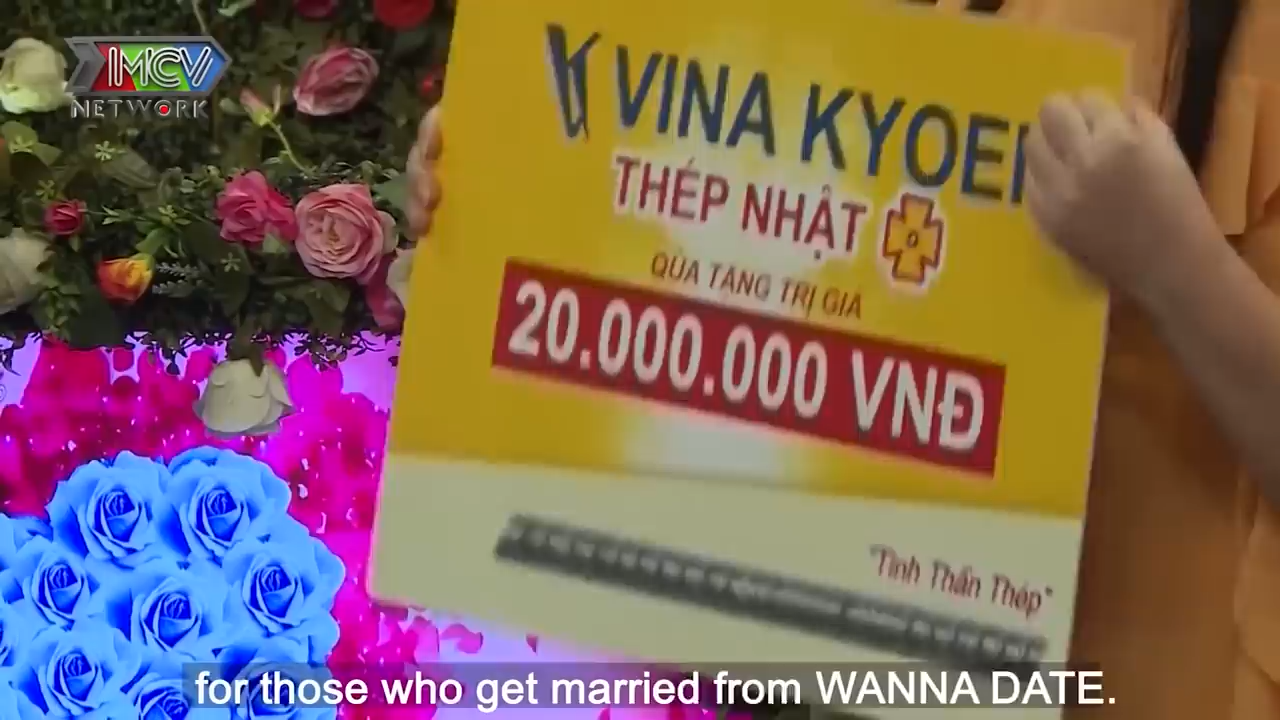 MCV
NETWORK
VINA KYOEI
THÉP NHẬT
QUÀ TẶNG TRỊ GIÁ
20.000.000 VNĐ
"Tinh Thần Thép"
for those who get married from WANNA DATE.